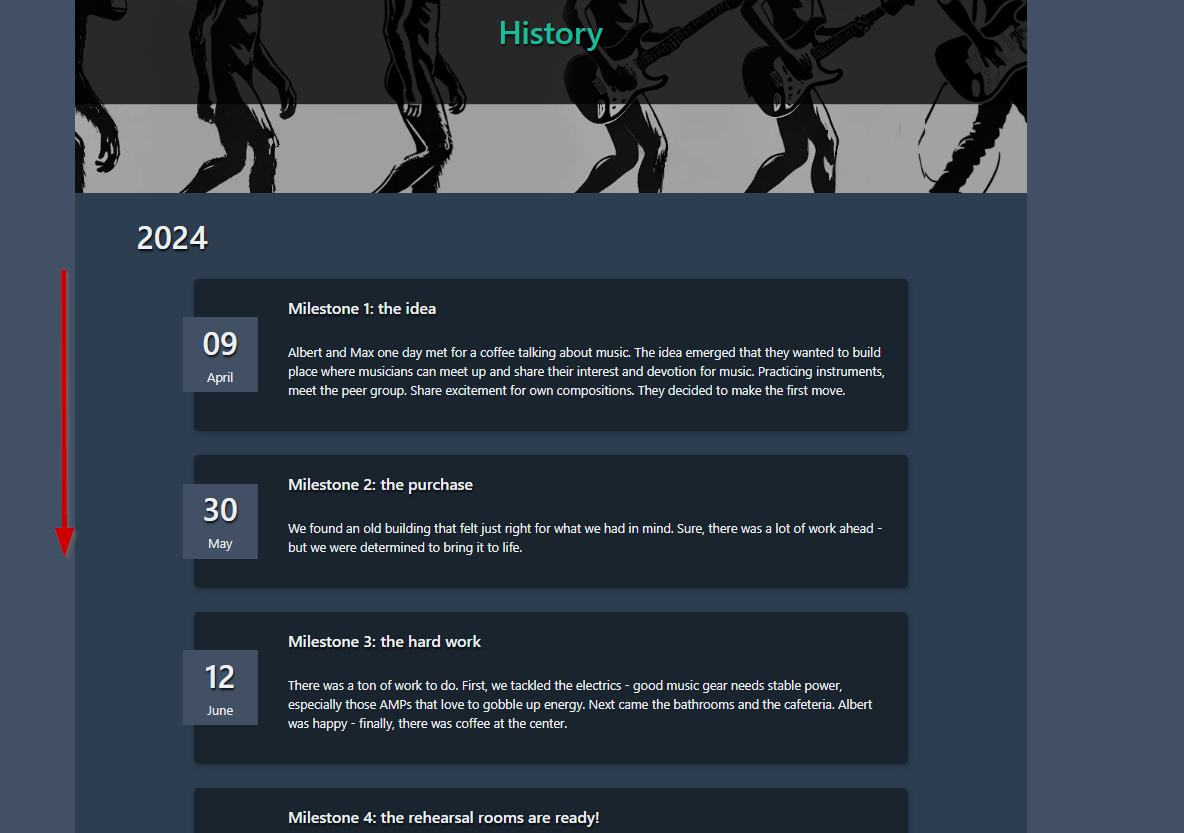 History
2024
Milestone 1: the idea
09
April
Albert and Max one day met for a coffee talking about music. The idea emerged that they wanted to build
place where musicians can meet up and share their interest and devotion for music. Practicing instruments,
meet the peer group. Share excitement for own compositions. They decided to make the first move.
Milestone 2: the purchase
30
May
We found an old building that felt just right for what we had in mind. Sure, there was a lot of work ahead -
but we were determined to bring it to life.
Milestone 3: the hard work
12
June
There was a ton of work to do. First, we tackled the electrics - good music gear needs stable power,
especially those AMPs that love to gobble up energy. Next came the bathrooms and the cafeteria. Albert
was happy - finally, there was coffee at the center.
Milestone 4: the rehearsal rooms are ready!